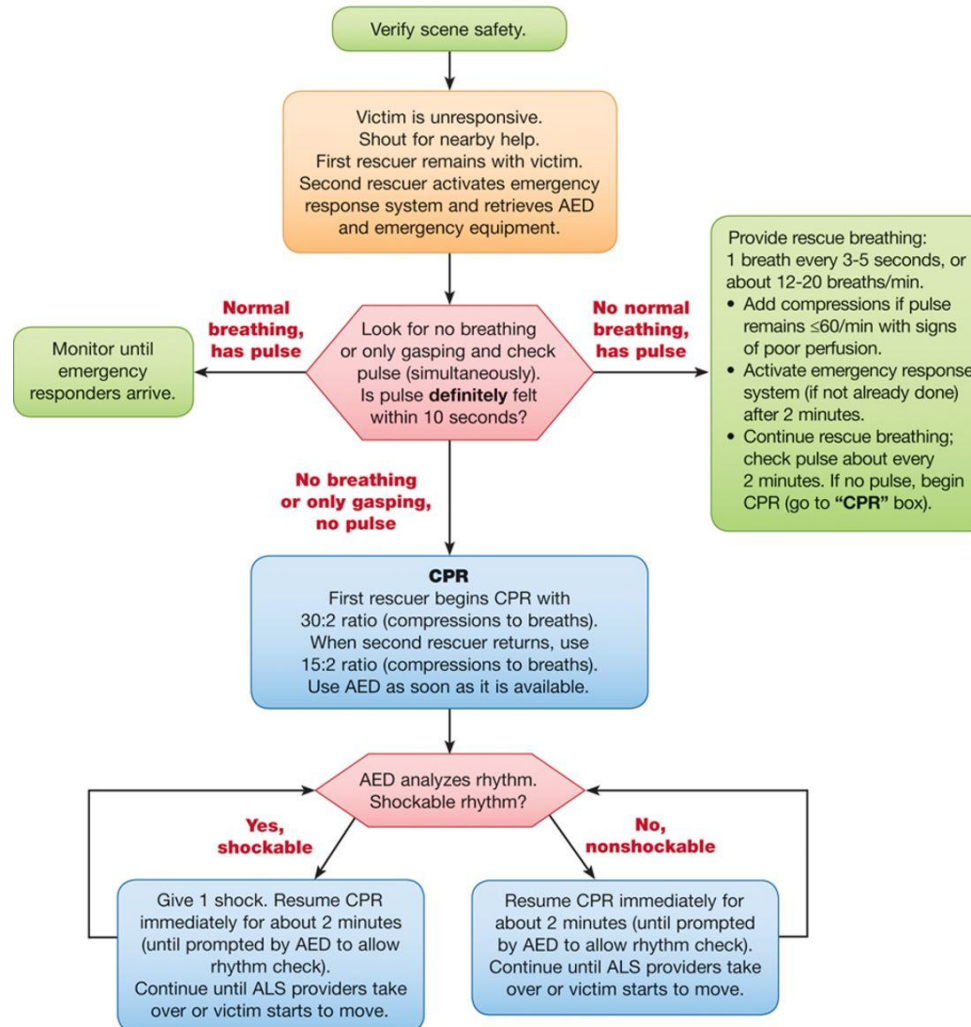 Verify scene safety.
Victim is unresponsive.
Shout for nearby help.
First rescuer remains with victim.
Second rescuer activates emergency
response system and retrieves AED
and emergency equipment.
Normal
breathing,
has pulse
Monitor until
emergency
responders arrive.
Look for no breathing
or only gasping and check
pulse (simultaneously).
Is pulse definitely felt
within 10 seconds?
No normal
breathing,
has pulse
Provide rescue breathing:
1 breath every 3-5 seconds, or
about 12-20 breaths/min.
• Add compressions if pulse
remains ≤60/min with signs
of poor perfusion.
• Activate emergency response
system (if not already done)
after 2 minutes.
• Continue rescue breathing;
check pulse about every
2 minutes. If no pulse, begin
CPR (go to “CPR” box).
No breathing
or only gasping,
no pulse
CPR
First rescuer begins CPR with
30:2 ratio (compressions to breaths).
When second rescuer returns, use
15:2 ratio (compressions to breaths).
Use AED as soon as it is available.
AED analyzes rhythm.
Shockable rhythm?
Yes,
shockable
No,
nonshockable
Give 1 shock. Resume CPR
immediately for about 2 minutes
(until prompted by AED to allow
rhythm check).
Continue until ALS providers take
over or victim starts to move.
Resume CPR immediately for
about 2 minutes (until prompted
by AED to allow rhythm check).
Continue until ALS providers take
over or victim starts to move.